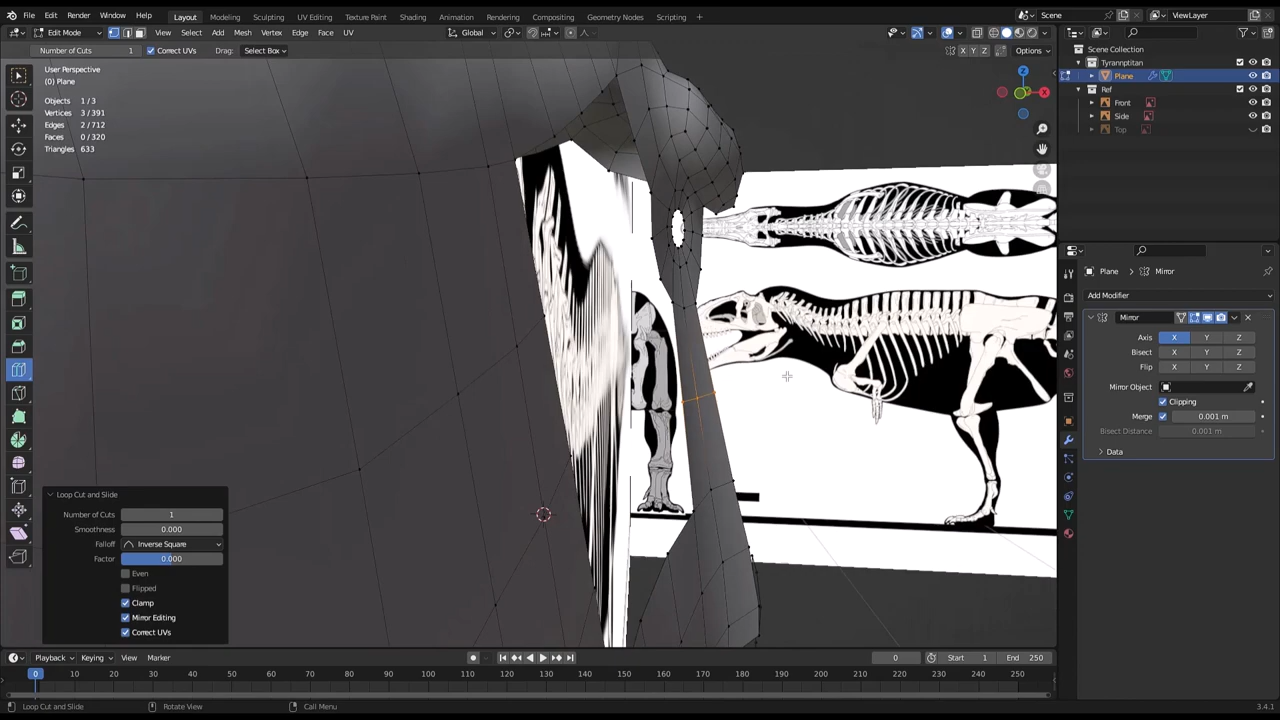 File Edit Render Window Help Layout Modeling Sculpting UV Editing Texture Paint Shading Animation Rendering Compositing Geometry Nodes Scripting + Scene ViewLayer
Edit Mode View Select Add Mesh Vertex Edge Face UV Global
Number of Cuts 1 Correct UVs Drag: Select Box X Y Z Options
User Perspective
(0) Plane
Objects 1/3
Vertices 3/391
Edges 2/712
Faces 0/320
Triangles 633
Z
X
Loop Cut and Slide
Number of Cuts 1
Smoothness 0.000
Falloff Inverse Square
Factor 0.000
Even
Flipped
Clamp
Mirror Editing
Correct UVs
Scene Collection
Tyrannptitan
Plane
Ref
Front
Side
Top
Plane > Mirror
Add Modifier
Mirror
Axis X Y Z
Bisect X Y Z
Flip X Y Z
Mirror Object
Clipping
Merge 0.001 m
Bisect Distance 0.001 m
Data
Playback Keying View Marker 0 Start 1 End 250
0 10 20 30 40 50 60 70 80 90 100 110 120 130 140 150 160 170 180 190 200 210 220 230 240 250
Loop Cut and Slide Rotate View Call Menu 3.4.1